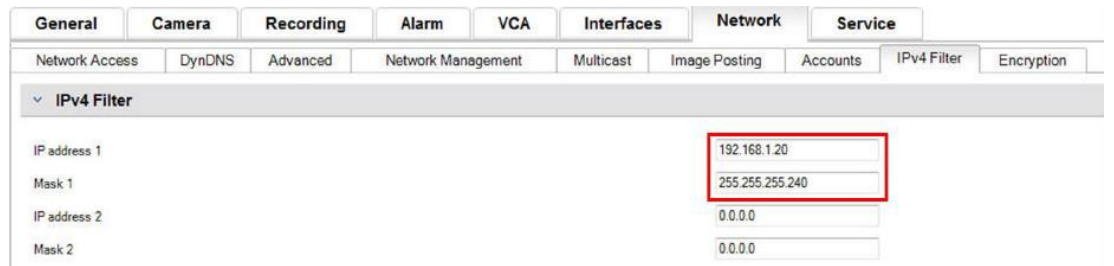 General Camera Recording Alarm VCA Interfaces Network Service
Network Access DynDNS Advanced Network Management Multicast Image Posting Accounts IPv4 Filter Encryption
IPv4 Filter
IP address 1 192.168.1.20
Mask 1 255.255.255.240
IP address 2 0.0.0.0
Mask 2 0.0.0.0